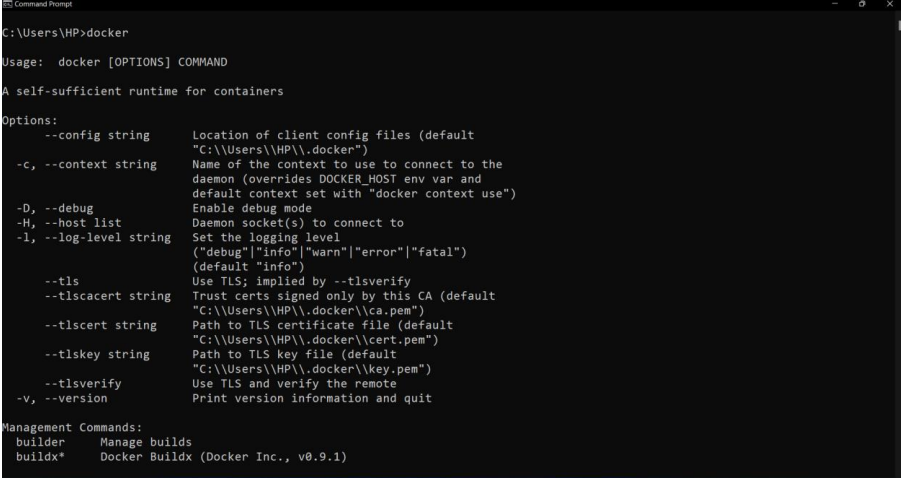 Command Prompt
C:\Users\HP>docker
Usage:  docker [OPTIONS] COMMAND
A self-sufficient runtime for containers
Options:
      --config string      Location of client config files (default
                           "C:\\Users\\HP\\.docker")
  -c, --context string     Name of the context to use to connect to the
                           daemon (overrides DOCKER_HOST env var and
                           default context set with "docker context use")
  -D, --debug              Enable debug mode
  -H, --host list          Daemon socket(s) to connect to
  -l, --log-level string   Set the logging level
                           ("debug"|"info"|"warn"|"error"|"fatal")
                           (default "info")
      --tls                Use TLS; implied by --tlsverify
      --tlscacert string   Trust certs signed only by this CA (default
                           "C:\\Users\\HP\\.docker\\ca.pem")
      --tlscert string     Path to TLS certificate file (default
                           "C:\\Users\\HP\\.docker\\cert.pem")
      --tlskey string      Path to TLS key file (default
                           "C:\\Users\\HP\\.docker\\key.pem")
      --tlsverify          Use TLS and verify the remote
  -v, --version            Print version information and quit
Management Commands:
  builder     Manage builds
  buildx*     Docker Buildx (Docker Inc., v0.9.1)